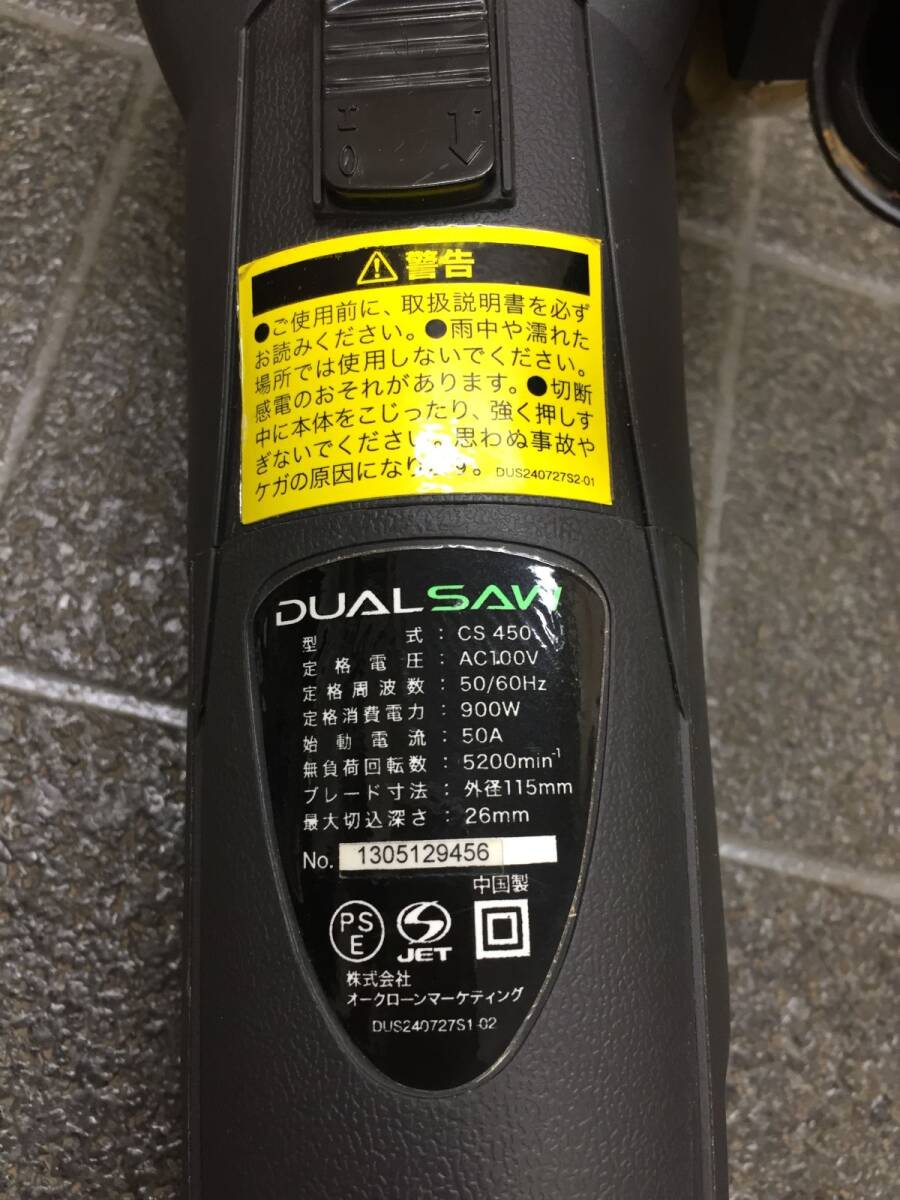 I
O
⚠警告
●ご使用前に、取扱説明書を必ず
お読みください。●雨中や濡れた
場所では使用しないでください。
感電のおそれがあります。●切断
中に本体をこじったり、強く押しす
ぎないでください。思わぬ事故や
ケガの原因になります。 DUS240727S2-01
DUALSAW
型式：CS 450
定格電圧：AC100V
定格周波数：50/60Hz
定格消費電力：900W
始動電流：50A
無負荷回転数：5200min⁻¹
ブレード寸法：外径115mm
最大切込深さ：26mm
No. 1305129456
中国製
PS
E
JET
株式会社
オークローンマーケティング
DUS240727S1-02